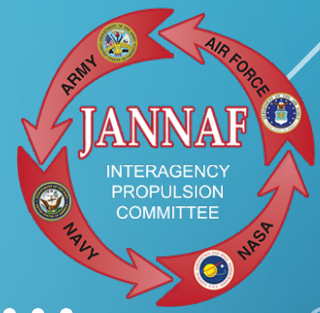 ARMY
AIR FORCE
JANNAF
INTERAGENCY
PROPULSION
COMMITTEE
NAVY
NASA